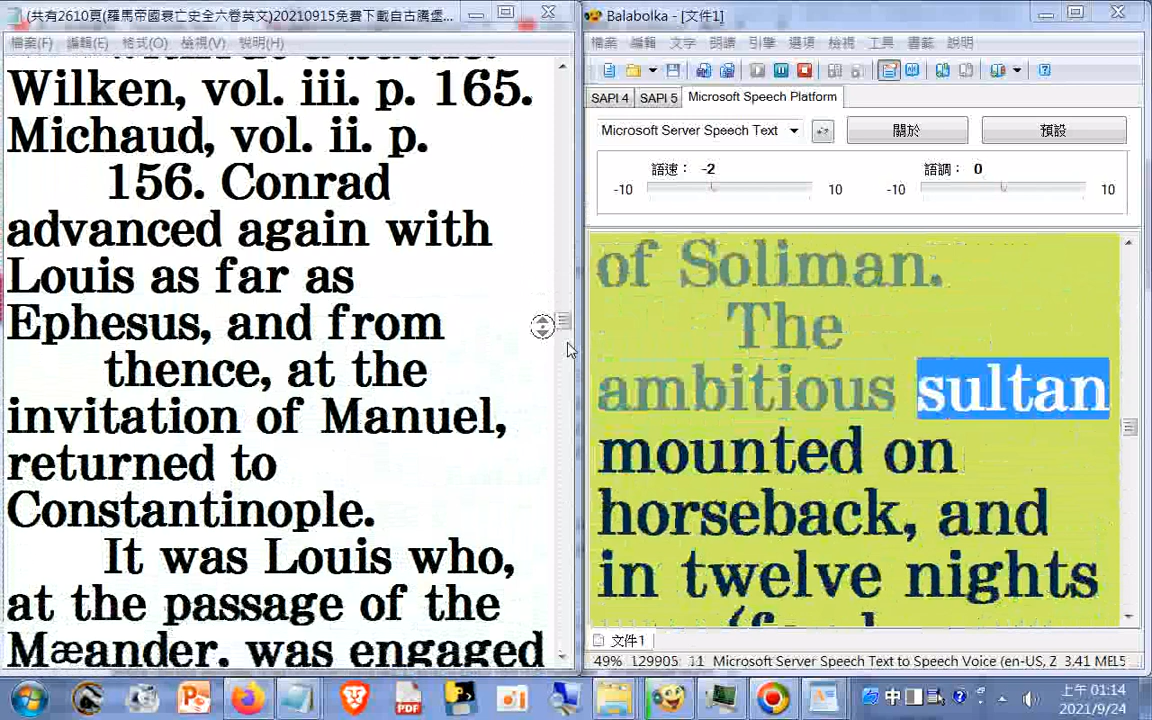 (共有2610頁(羅馬帝國衰亡史全六卷英文)20210915免費下載自古騰堡...
檔案(F) 編輯(E) 格式(O) 檢視(V) 說明(H)
Wilken, vol. iii. p. 165.
Michaud, vol. ii. p.
156. Conrad
advanced again with
Louis as far as
Ephesus, and from
thence, at the
invitation of Manuel,
returned to
Constantinople.
It was Louis who,
at the passage of the
Mæander, was engaged
Balabolka - [文件1]
檔案 編輯 文字 朗讀 引擎 選項 檢視 工具 書籤 說明
SAPI 4 SAPI 5 Microsoft Speech Platform
Microsoft Server Speech Text 關於 預設
語速： -2 語調： 0
-10 10 -10 10
of Soliman.
The
ambitious sultan
mounted on
horseback, and
in twelve nights
文件1
49% L29905: 11 Microsoft Server Speech Text to Speech Voice (en-US, Z 3,41 МБ
中
上午 01:14
2021/9/24